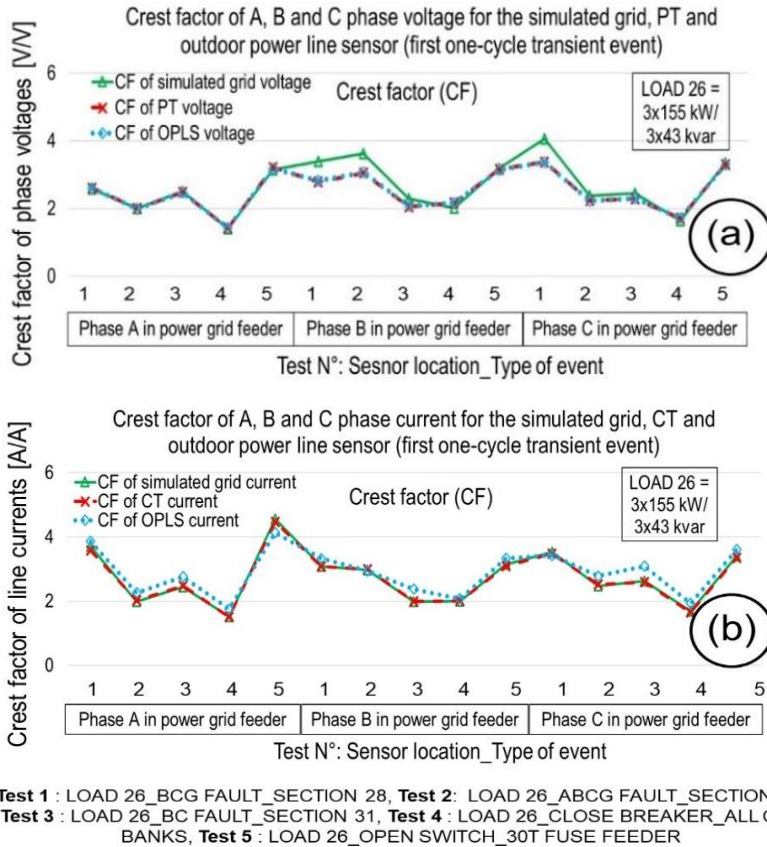 Crest factor of A, B and C phase voltage for the simulated grid, PT and
outdoor power line sensor (first one-cycle transient event)
Crest factor of phase voltages [V/V]
6
4
2
0
CF of simulated grid voltage
CF of PT voltage
CF of OPLS voltage
Crest factor (CF)
LOAD 26 =
3x155 kW/
3x43 kvar
(a)
1 2 3 4 5 1 2 3 4 5 1 2 3 4 5
Phase A in power grid feeder Phase B in power grid feeder Phase C in power grid feeder
Test N°: Sesnor location_Type of event
Crest factor of A, B and C phase current for the simulated grid, CT and
outdoor power line sensor (first one-cycle transient event)
Crest factor of line currents [A/A]
6
4
2
0
CF of simulated grid current
CF of CT current
CF of OPLS current
Crest factor (CF)
LOAD 26 =
3x155 kW/
3x43 kvar
(b)
1 2 3 4 5 1 2 3 4 5 1 2 3 4 5
Phase A in power grid feeder Phase B in power grid feeder Phase C in power grid feeder
Test N°: Sensor location_Type of event
Test 1 : LOAD 26_BCG FAULT_SECTION 28, Test 2: LOAD 26_ABCG FAULT_SECTION
Test 3 : LOAD 26_BC FAULT_SECTION 31, Test 4 : LOAD 26_CLOSE BREAKER_ALL
BANKS, Test 5 : LOAD 26_OPEN SWITCH_30T FUSE FEEDER